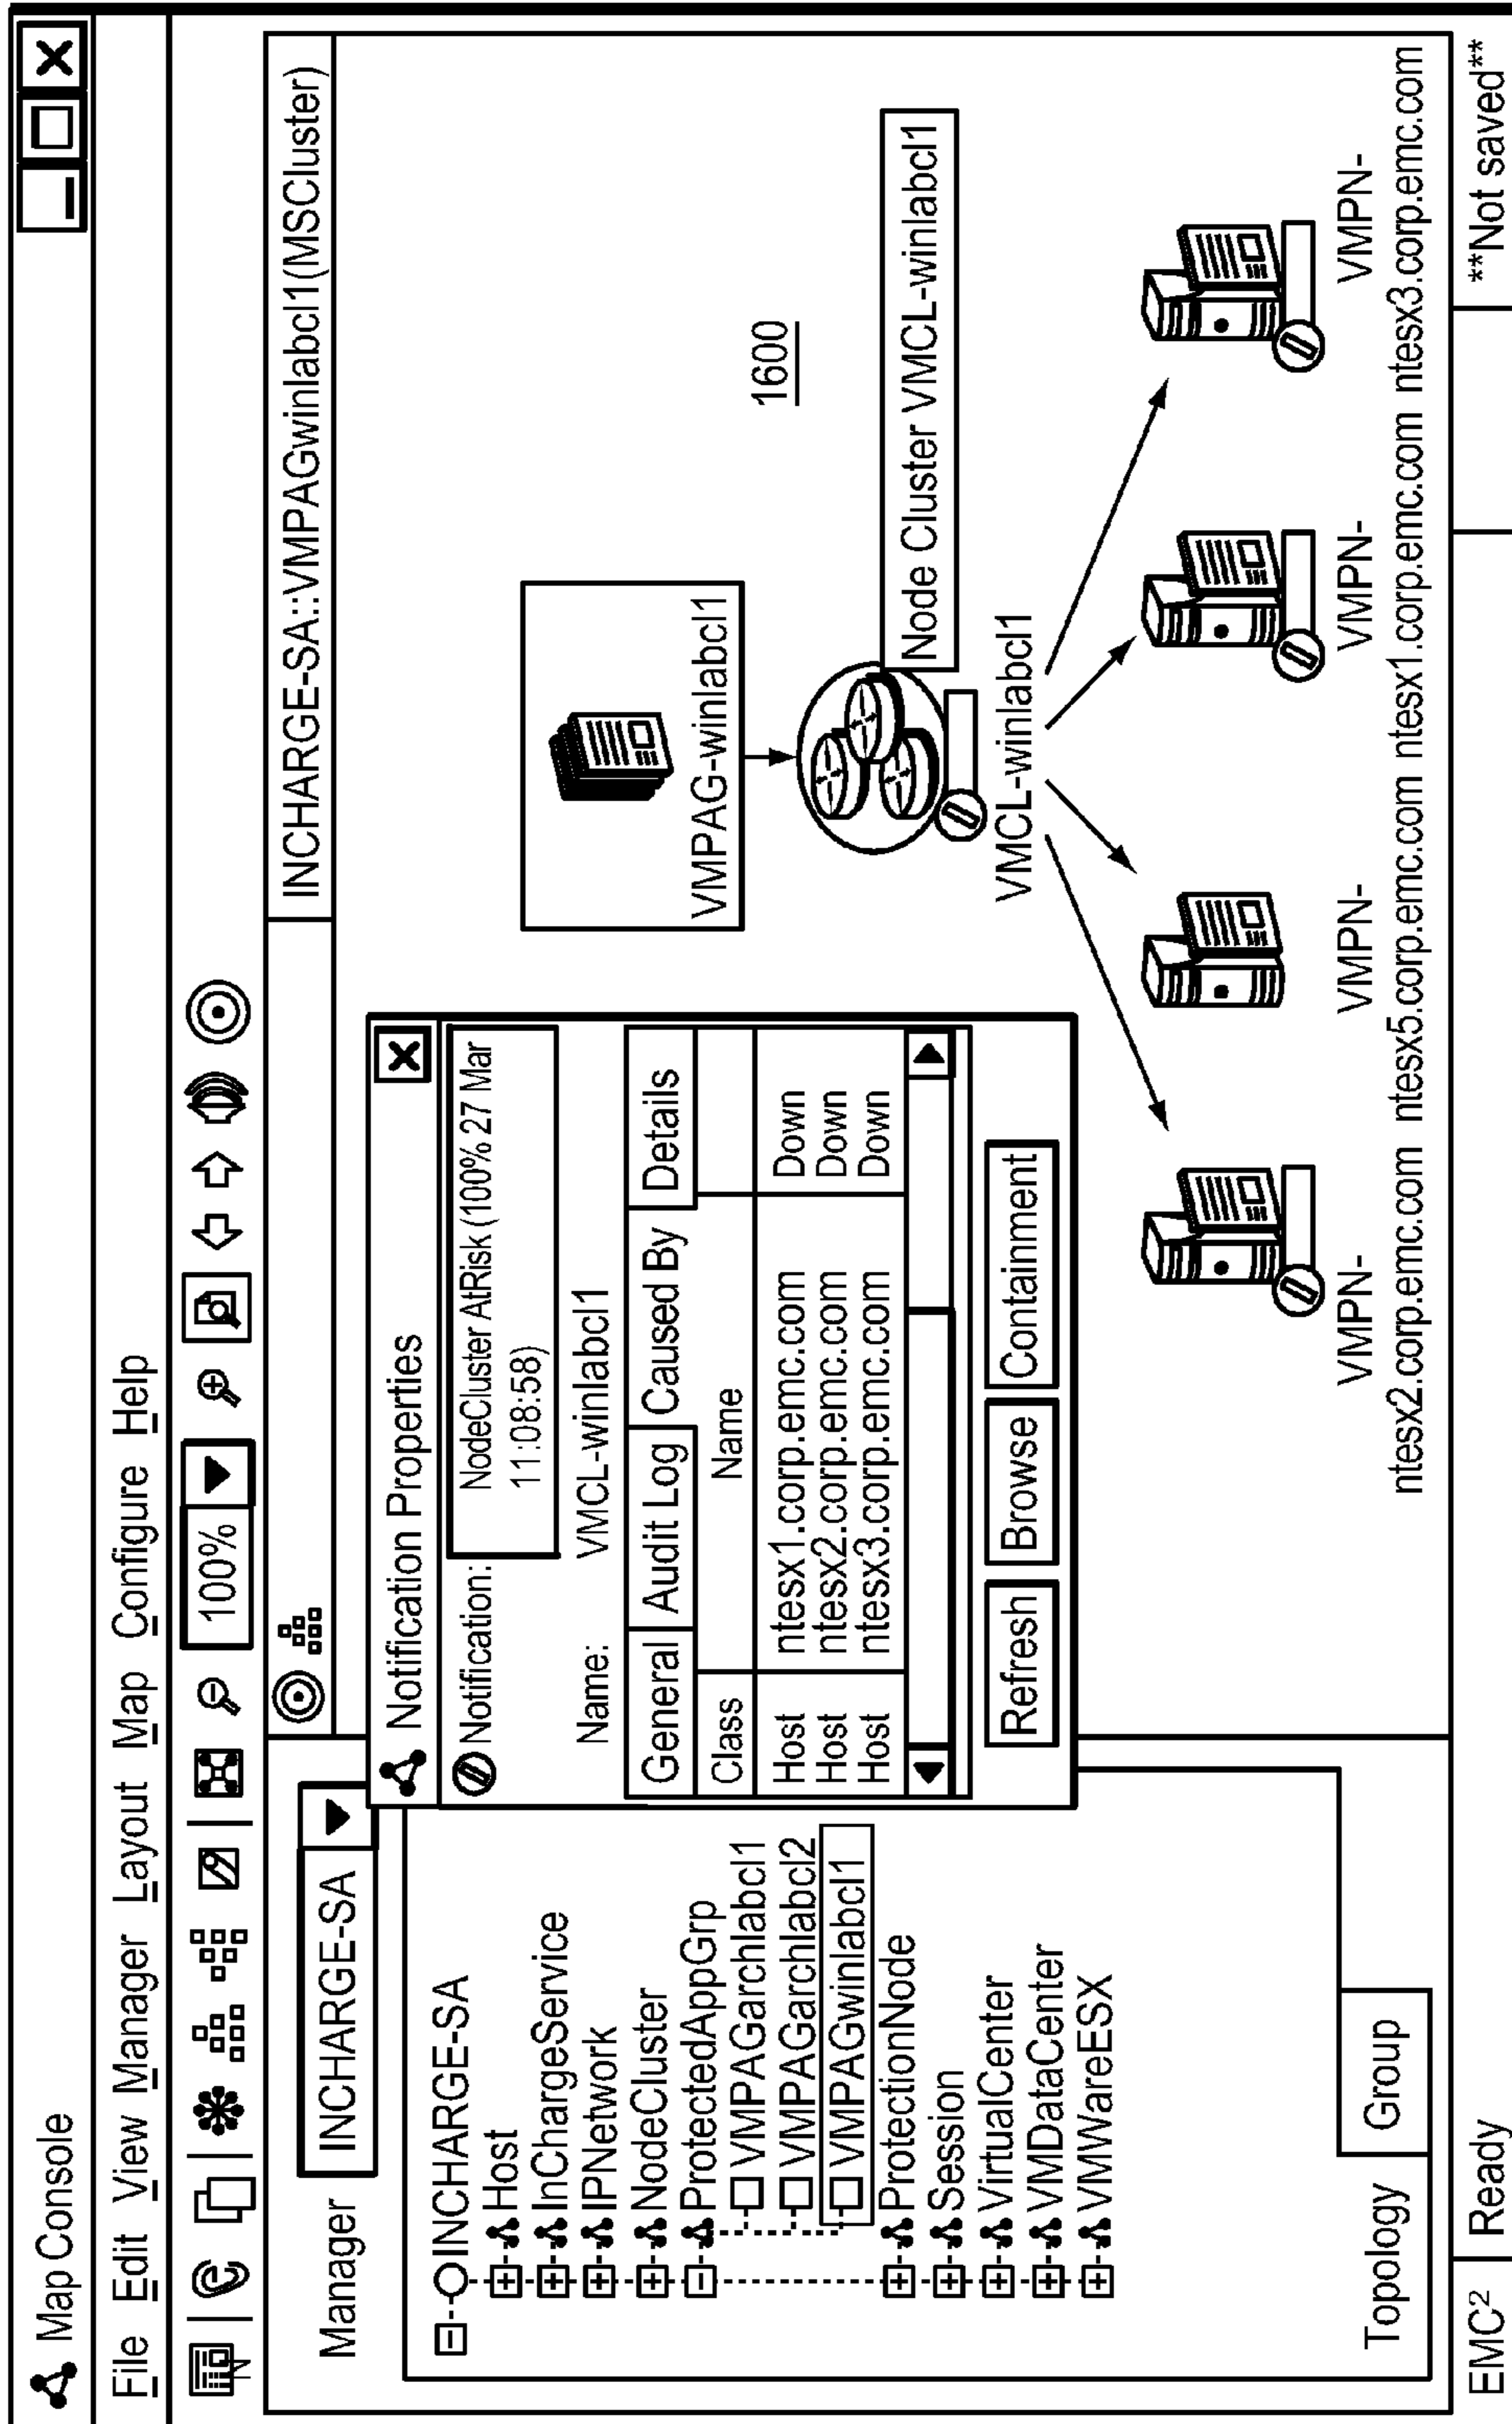 Map Console
File Edit View Manager Layout Map Configure Help
N
100%
Manager INCHARGE-SA
INCHARGE-SA
Host
InChargeService
IPNetwork
NodeCluster
ProtectedAppGrp
VMPAGarchlabcl1
VMPAGarchlabcl2
VMPAGwinlabcl1
ProtectionNode
Session
VirtualCenter
VMDataCenter
VMWareESX
Topology Group
INCHARGE-SA::VMPAGwinlabcl1(MSCluster)
Notification Properties
Notification: NodeCluster AtRisk (100% 27 Mar
11:08:58)
Name: VMCL-winlabcl1
General Audit Log Caused By Details
Class Name
Host ntesx1.corp.emc.com Down
Host ntesx2.corp.emc.com Down
Host ntesx3.corp.emc.com Down
Refresh Browse Containment
VMPAG-winlabcl1
1600
Node Cluster VMCL-winlabcl1
VMCL-winlabcl1
VMPN- VMPN- VMPN- VMPN-
ntesx2.corp.emc.com ntesx5.corp.emc.com ntesx1.corp.emc.com ntesx3.corp.emc.com
EMC² Ready **Not saved**